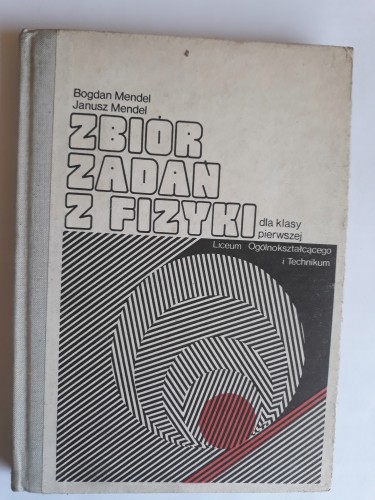 Bogdan Mendel
Janusz Mendel
ZBIÓR
ZADAŃ
Z FIZYKI
dla klasy
pierwszej
Liceum Ogólnokształcącego
i Technikum